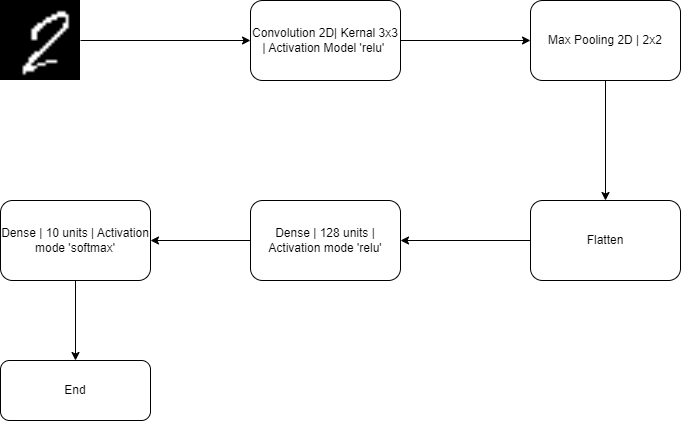 2
Convolution 2D| Kernal 3x3
| Activation Model 'relu'
Max Pooling 2D | 2x2
Flatten
Dense | 128 units |
Activation mode 'relu'
Dense | 10 units | Activation
mode 'softmax'
End